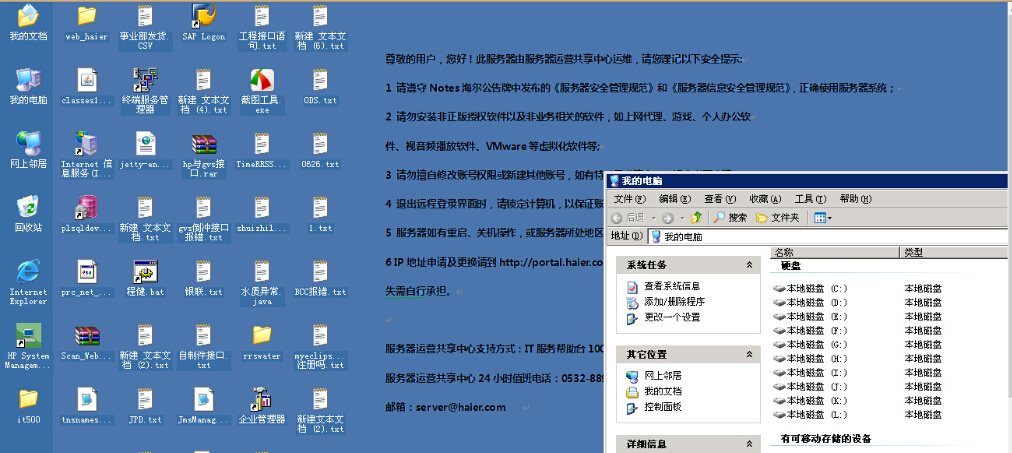 我的文档
web_haier
事业部发货.CSV
SAP Logon
工程接口语句.txt
新建 文本文档 (6).txt
我的电脑
classes1...
终端服务管理器
新建 文本文档 (4).txt
截图工具.exe
ODS.txt
网上邻居
Internet 信息服务(I...
jetty-en...
hp与gvs接口.rar
TimeRRSS...
0626.txt
回收站
plsqldev...
新建 文本文档.txt
gvs倒冲接口报错.txt
shuizhil...
1.txt
Internet Explorer
prc_net_...
程健.bat
银联.txt
水质异常.java
BCC报错.txt
HP System Managem...
Scan_Web...
新建 文本文档 (2).txt
自制件接口.txt
rrswater
myeclips...注册吗.txt
it500
tnsnames...
JPD.txt
JmsManag...
企业管理器
新建文本文档 (2).txt
尊敬的用户，您好！此服务器由服务器运营共享中心运维，请您谨记以下安全提示:
1 请遵守 Notes 海尔公告牌中发布的《服务器安全管理规范》和《服务器信息安全管理规范》，正确使用服务器系统；
2 请勿安装非正版授权软件以及非业务相关的软件，如上网代理、游戏、个人办公软
件、视音频播放软件、VMware 等虚拟化软件等;
3 请勿擅自修改账号权限或新建其他账号，如有特
4 退出远程登录界面时，请锁定计算机，以保证账
5 服务器如有重启、关机操作，或服务器所处地区
6 IP 地址申请及更换请到 http://portal.haier.co
失需自行承担。
服务器运营共享中心支持方式：IT 服务帮助台 100
服务器运营共享中心 24 小时值班电话：0532-889
邮箱：server@haier.com
我的电脑
文件(F) 编辑(E) 查看(V) 收藏(A) 工具(T) 帮助(H)
后退 搜索 文件夹
地址(D) 我的电脑
系统任务
查看系统信息
添加/删除程序
更改一个设置
其它位置
网上邻居
我的文档
控制面板
详细信息
名称 类型
硬盘
本地磁盘 (C:) 本地磁盘
本地磁盘 (D:) 本地磁盘
本地磁盘 (E:) 本地磁盘
本地磁盘 (F:) 本地磁盘
本地磁盘 (G:) 本地磁盘
本地磁盘 (H:) 本地磁盘
本地磁盘 (I:) 本地磁盘
本地磁盘 (J:) 本地磁盘
本地磁盘 (K:) 本地磁盘
本地磁盘 (L:) 本地磁盘
有可移动存储的设备